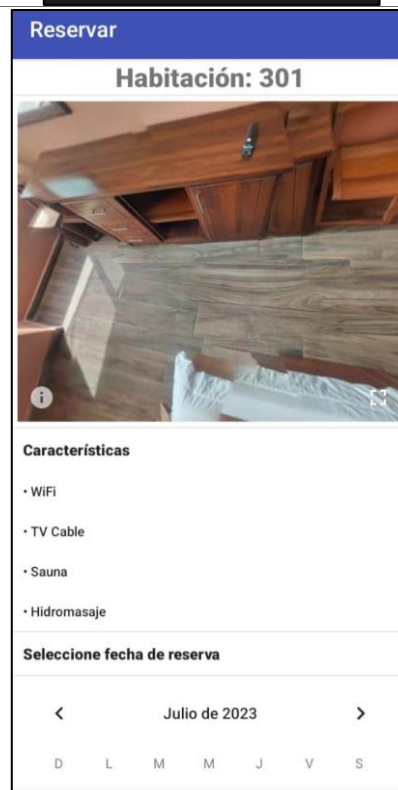 Reservar
Habitación: 301
Características
• WiFi
• TV Cable
• Sauna
• Hidromasaje
Seleccione fecha de reserva
Julio de 2023
D L M M J V S